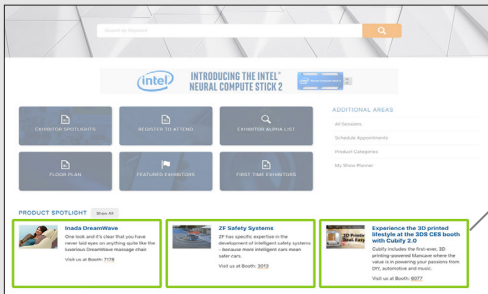 Search by Keyword
intel
INTRODUCING THE INTEL®
NEURAL COMPUTE STICK 2
EXHIBITOR SPOTLIGHTS
REGISTER TO ATTEND
EXHIBITOR ALPHA LIST
FLOOR PLAN
FEATURED EXHIBITORS
FIRST TIME EXHIBITORS
ADDITIONAL AREAS
All Sessions
Schedule Appointments
Product Categories
My Show Planner
PRODUCT SPOTLIGHT
Show All
Inada DreamWave
One look and it's clear that you have
never laid eyes on anything quite like the
luxurious DreamWave massage chair.
Visit us at Booth: 7178
ZF Safety Systems
ZF has specific expertise in the
development of intelligent safety systems
- because more intelligent cars mean
safer cars.
Visit us at Booth: 3013
3D Printing
Real. Easy
Experience the 3D printed
lifestyle at the 3DS CES booth
with Cubify 2.0
Cubify includes the first-ever, 3D
printing-powered Manscave where the
value is in powering your passions from
DIY, automotive and music.
Visit us at Booth: 6077